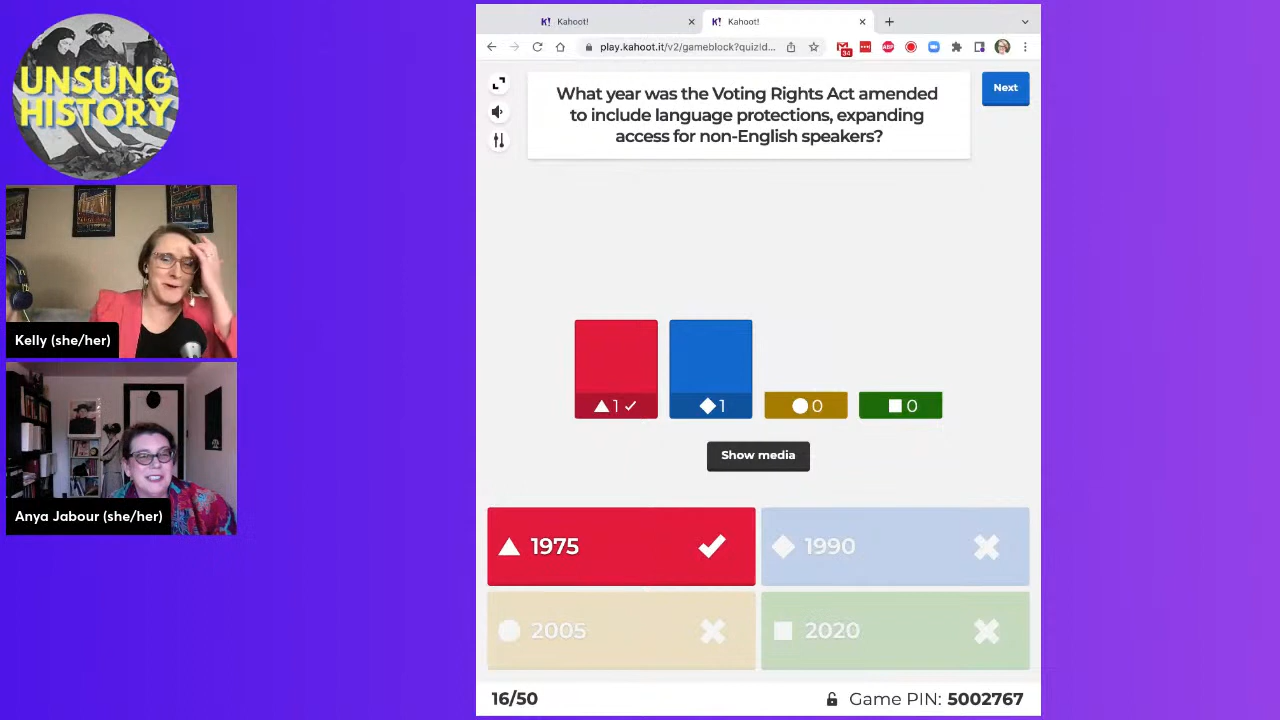 UNSUNG
HISTORY
Kelly (she/her)
Anya Jabour (she/her)
K! Kahoot!
K! Kahoot!
play.kahoot.it/v2/gameblock?quizId...
34
ABP
What year was the Voting Rights Act amended
to include language protections, expanding
access for non-English speakers?
Next
1
1
0
0
Show media
1975
1990
2005
2020
16/50
Game PIN: 5002767